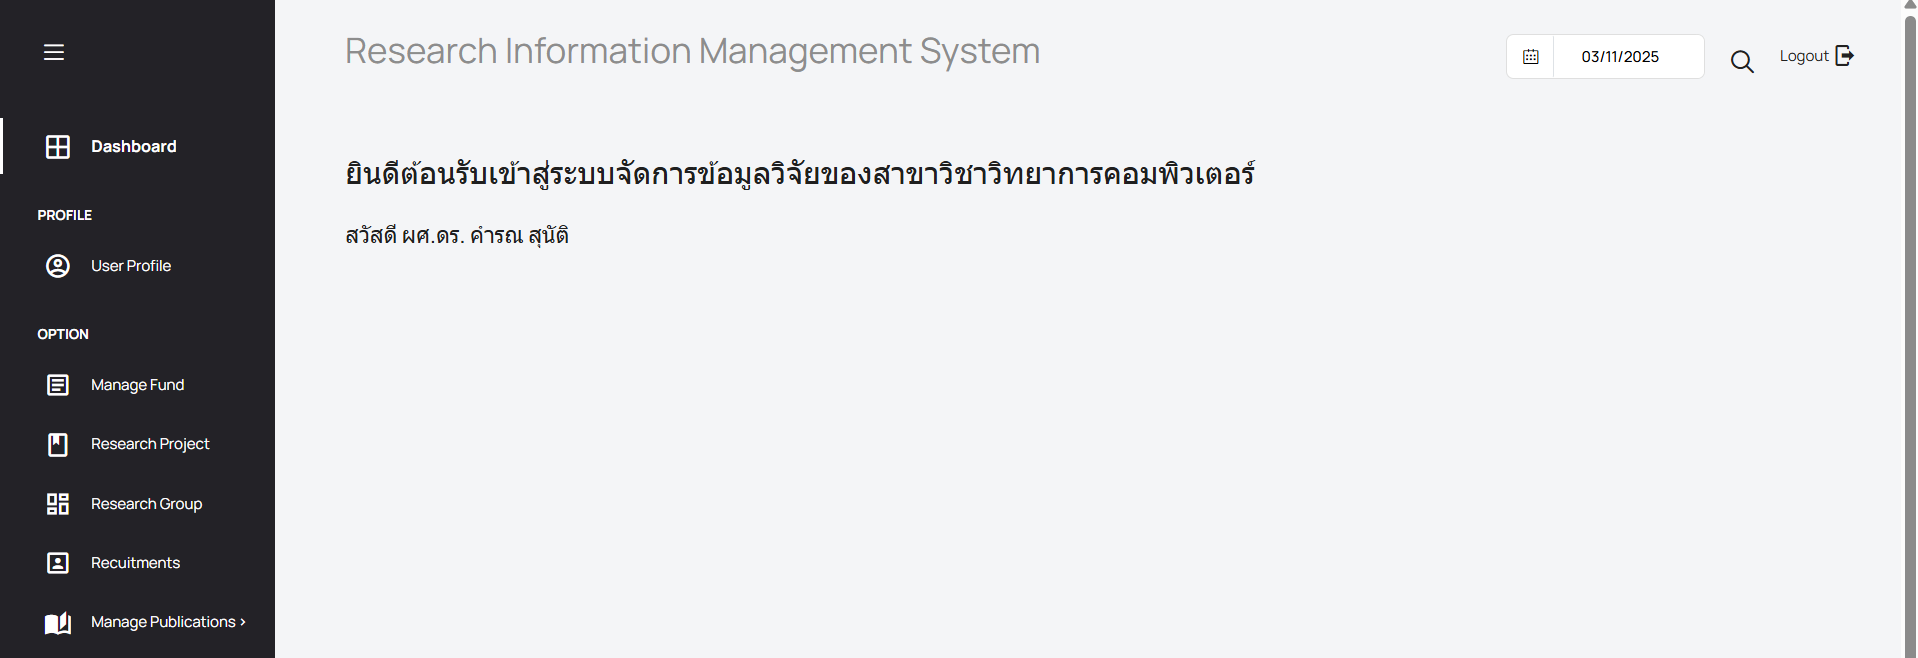 Research Information Management System
03/11/2025
Logout
Dashboard
ยินดีต้อนรับเข้าสู่ระบบจัดการข้อมูลวิจัยของสาขาวิชาวิทยาการคอมพิวเตอร์
PROFILE
สวัสดี ผศ.ดร. คำรณ สุนัติ
User Profile
OPTION
Manage Fund
Research Project
Research Group
Recuitments
Manage Publications ›